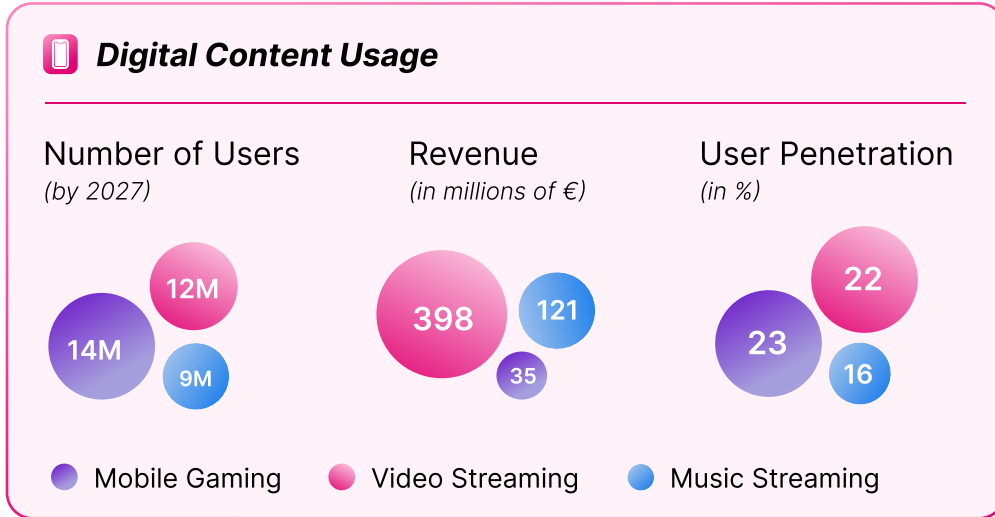 Digital Content Usage
Number of Users
(by 2027)
12M
14M
9M
Revenue
(in millions of €)
398
121
35
User Penetration
(in %)
22
23
16
Mobile Gaming
Video Streaming
Music Streaming